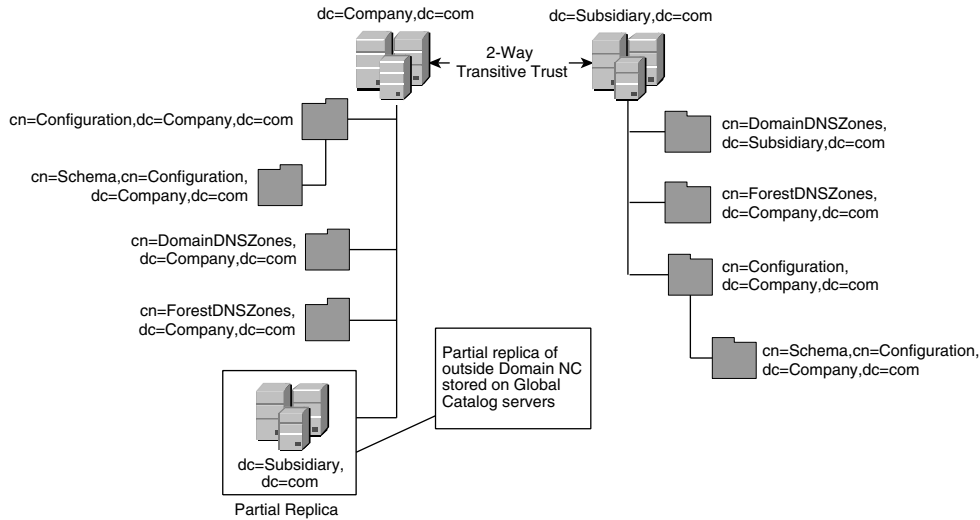 dc=Company,dc=com
dc=Subsidiary,dc=com
2-Way
Transitive Trust
cn=Configuration,dc=Company,dc=com
cn=Schema,cn=Configuration,
dc=Company,dc=com
cn=DomainDNSZones,
dc=Company,dc=com
cn=ForestDNSZones,
dc=Company,dc=com
dc=Subsidiary,
dc=com
Partial Replica
Partial replica of
outside Domain NC
stored on Global
Catalog servers
cn=DomainDNSZones,
dc=Subsidiary,dc=com
cn=ForestDNSZones,
dc=Company,dc=com
cn=Configuration,
dc=Company,dc=com
cn=Schema,cn=Configuration,
dc=Company,dc=com